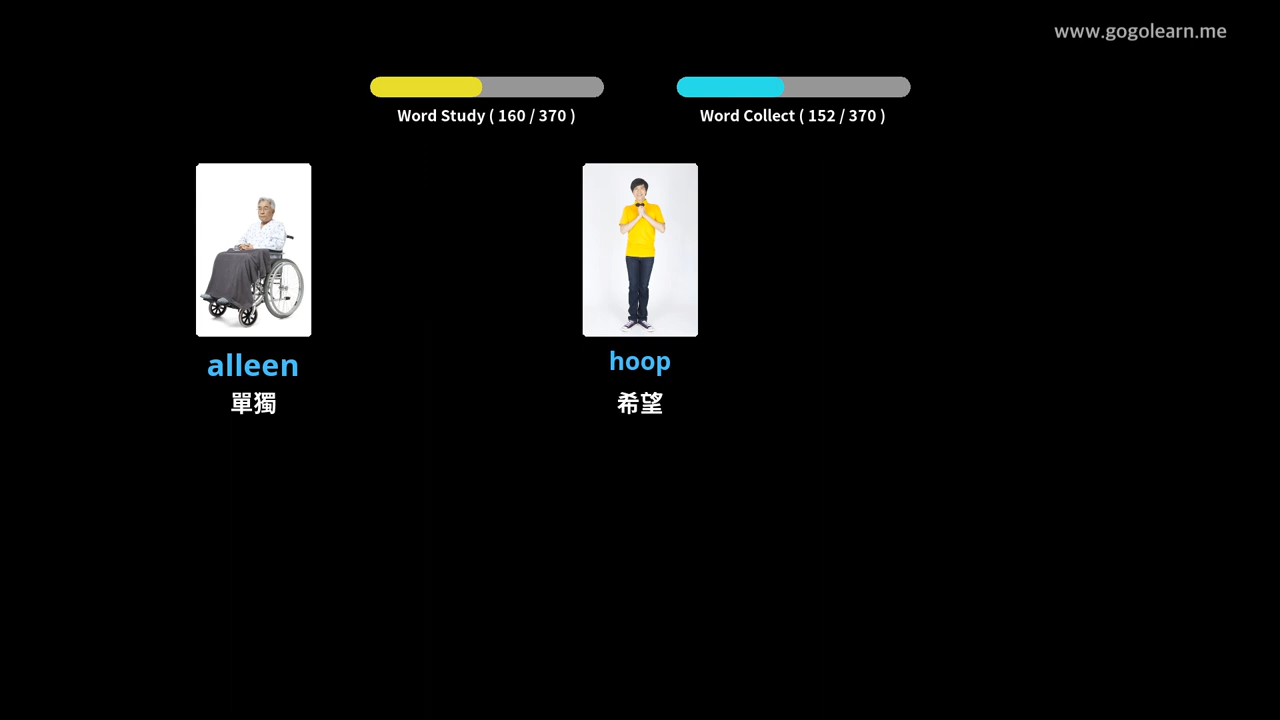 www.gogolearn.me
Word Study ( 160 / 370 )
Word Collect ( 152 / 370 )
alleen
單獨
hoop
希望